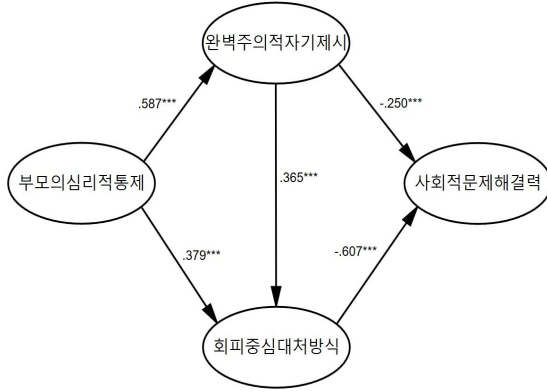 완벽주의적자기제시
.587***
-.250***
부모의심리적통제
.365***
사회적문제해결력
.379***
-.607***
회피중심대처방식